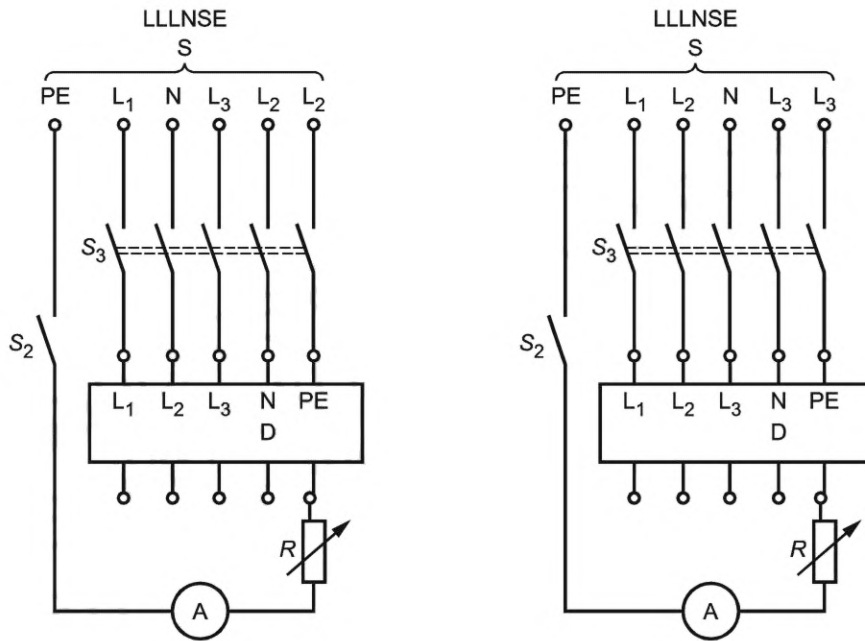 LLLNSE
S
PE L₁ N L₃ L₂ L₂
S₃
S₂
L₁ L₂ L₃ N PE
D
R
A
LLLNSE
S
PE L₁ L₂ N L₃ L₃
S₃
S₂
L₁ L₂ L₃ N PE
D
R
A